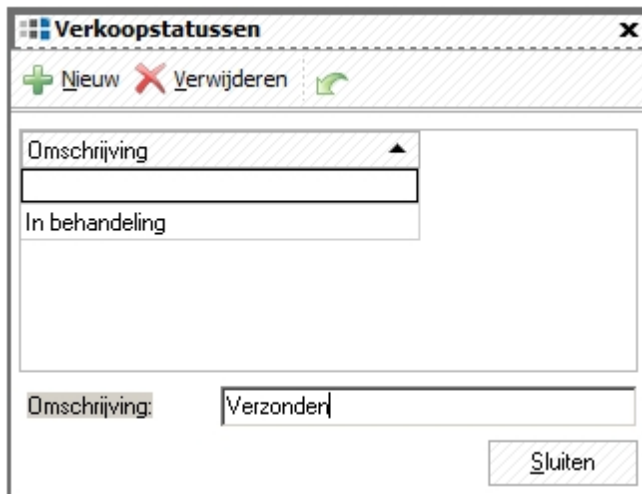 Verkoopstatussen
Nieuw Verwijderen
Omschrijving
In behandeling
Omschrijving: Verzonden
Sluiten